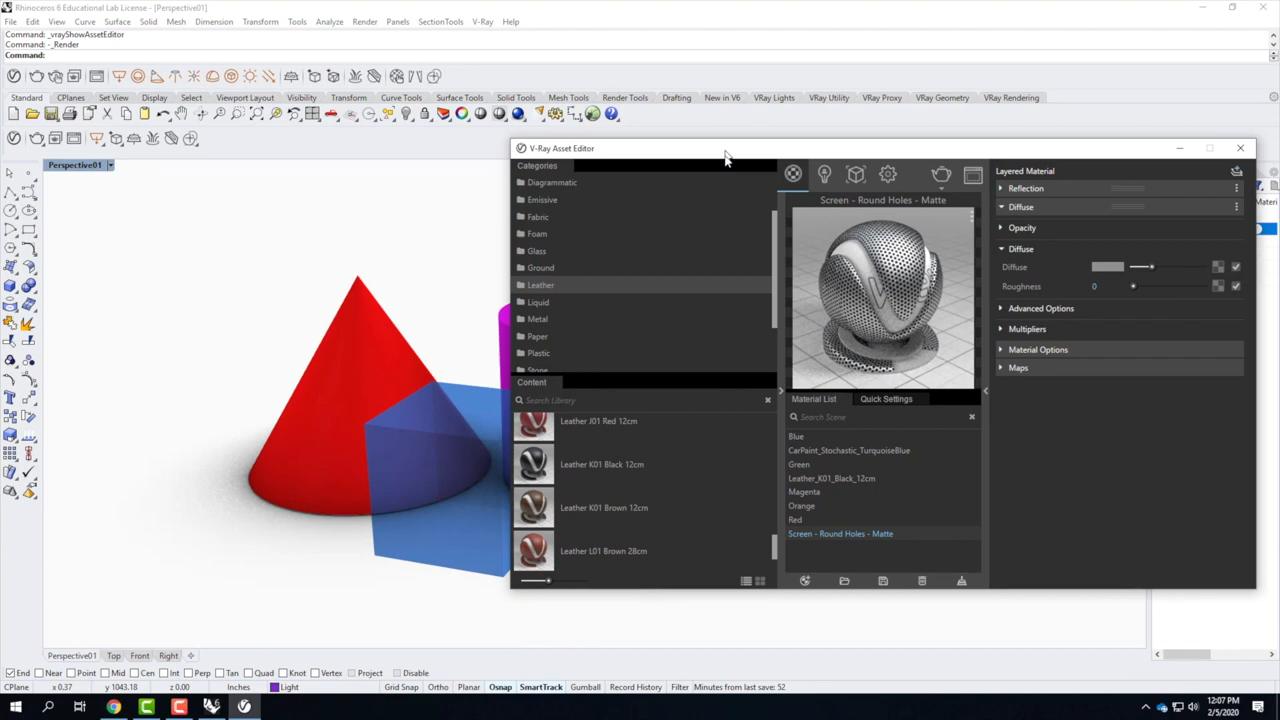 Rhinoceros 6 Educational Lab License - [Perspective01]
File Edit View Curve Surface Solid Mesh Dimension Transform Tools Analyze Render Panels SectionTools V-Ray Help
Command: _vrayShowAssetEditor
Command: -_Render
Command:
Standard CPlanes Set View Display Select Viewport Layout Visibility Transform Curve Tools Surface Tools Solid Tools Mesh Tools Render Tools Drafting New in V6 VRay Lights VRay Utility VRay Proxy VRay Geometry VRay Rendering
Perspective01
V-Ray Asset Editor
Categories
Diagrammatic
Emissive
Fabric
Foam
Glass
Ground
Leather
Liquid
Metal
Paper
Plastic
Stone
Content
Search Library
Leather J01 Red 12cm
Leather K01 Black 12cm
Leather K01 Brown 12cm
Leather L01 Brown 28cm
Screen - Round Holes - Matte
Material List Quick Settings
Search Scene
Blue
CarPaint_Stochastic_TurquoiseBlue
Green
Leather_K01_Black_12cm
Magenta
Orange
Red
Screen - Round Holes - Matte
Layered Material
Reflection
Diffuse
Opacity
Diffuse
Diffuse
Roughness 0
Advanced Options
Multipliers
Material Options
Maps
Materi
Perspective01 Top Front Right
End Near Point Mid Cen Int Perp Tan Quad Knot Vertex Project Disable
CPlane x 0.37 y 1043.18 z 0.00 Inches Light Grid Snap Ortho Planar Osnap SmartTrack Gumball Record History Filter Minutes from last save: 52
12:07 PM
2/5/2020